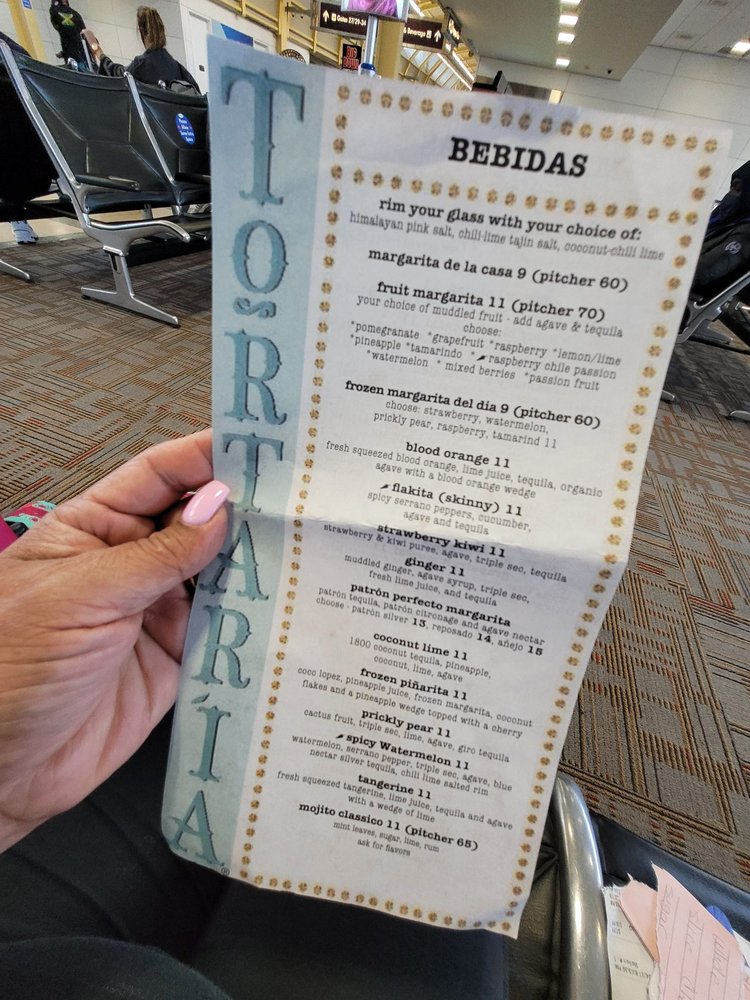 Gates 27/29-34
& Beverage
TORTARÍA®
BEBIDAS
rim your glass with your choice of:
himalayan pink salt, chili-lime tajin salt, coconut-chili lime
margarita de la casa 9 (pitcher 60)
fruit margarita 11 (pitcher 70)
your choice of muddled fruit - add agave & tequila
choose:
*pomegranate *grapefruit *raspberry *lemon/lime
*pineapple *tamarindo * raspberry chile passion
*watermelon * mixed berries *passion fruit
frozen margarita del día 9 (pitcher 60)
choose: strawberry, watermelon,
prickly pear, raspberry, tamarind 11
blood orange 11
fresh squeezed blood orange, lime juice, tequila, organic
agave with a blood orange wedge
flakita (skinny) 11
spicy serrano peppers, cucumber,
agave and tequila
strawberry kiwi 11
strawberry & kiwi puree, agave, triple sec, tequila
ginger 11
muddled ginger, agave syrup, triple sec,
fresh lime juice, and tequila
patrón perfecto margarita
patrón tequila, patrón citronage and agave nectar
choose - patrón silver 13, reposado 14, añejo 15
coconut lime 11
1800 coconut tequila, pineapple,
coconut, lime, agave
frozen piñarita 11
coco lopez, pineapple juice, frozen margarita, coconut
flakes and a pineapple wedge topped with a cherry
prickly pear 11
cactus fruit, triple sec, lime, agave, giro tequila
spicy Watermelon 11
watermelon, serrano pepper, triple sec, agave, blue
nectar silver tequila, chili lime salted rim
tangerine 11
fresh squeezed tangerine, lime juice, tequila and agave
with a wedge of lime
mojito classico 11 (pitcher 65)
mint leaves, sugar, lime, rum
ask for flavors